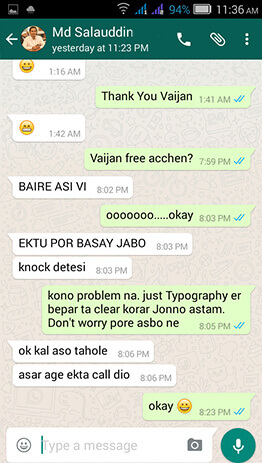 94% 11:36 AM
Md Salauddin
yesterday at 11:23 PM
1:16 AM
Thank You Vaijan 1:41 AM
1:42 AM
Vaijan free acchen? 7:59 PM
BAIRE ASI VI 8:02 PM
ooooooo.....okay 8:03 PM
EKTU POR BASAY JABO 8:03 PM
knock detesi 8:03 PM
kono problem na. just Typography er
bepar ta clear korar Jonno astam.
Don't worry pore asbo ne 8:05 PM
ok kal aso tahole 8:06 PM
asar age ekta call dio 8:06 PM
okay 😀 8:23 PM
Type a message